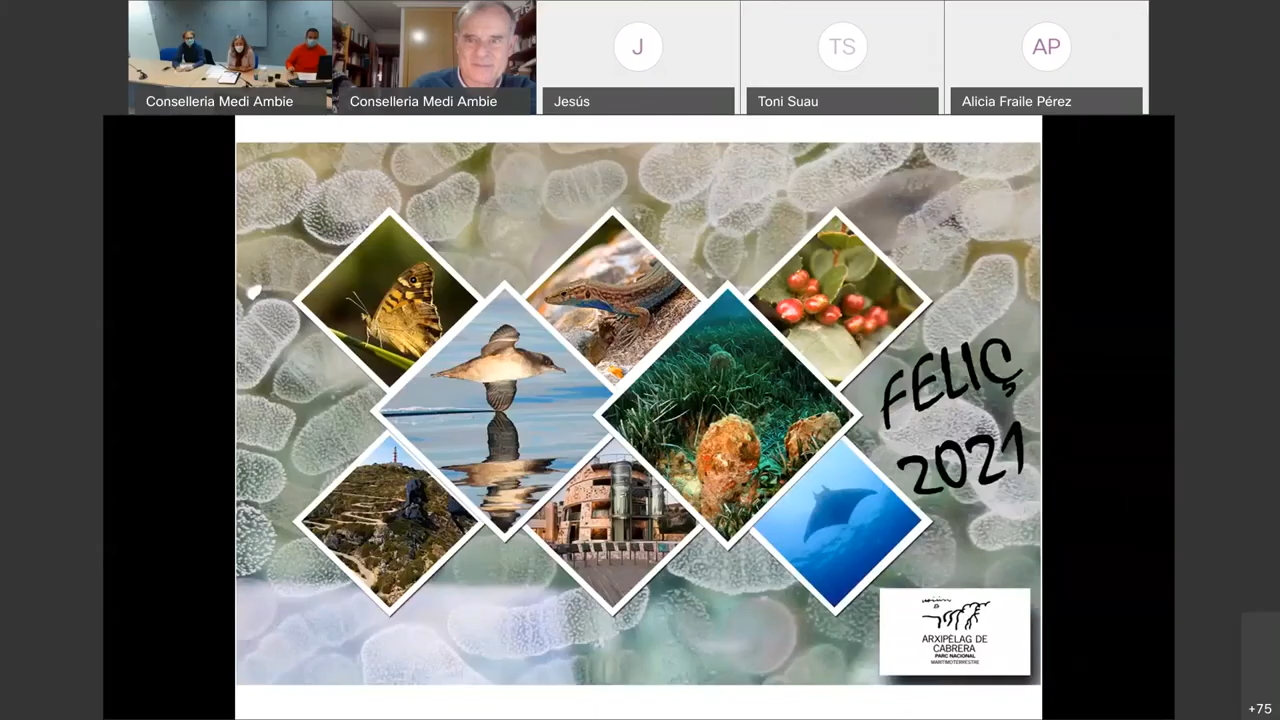 J
TS
AP
Conselleria Medi Ambie
Conselleria Medi Ambie
Jesús
Toni Suau
Alicia Fraile Pérez
FELIÇ
2021
ARXIPÈLAG DE
CABRERA
PARC NACIONAL
MARITIMOTERRESTRE
+75